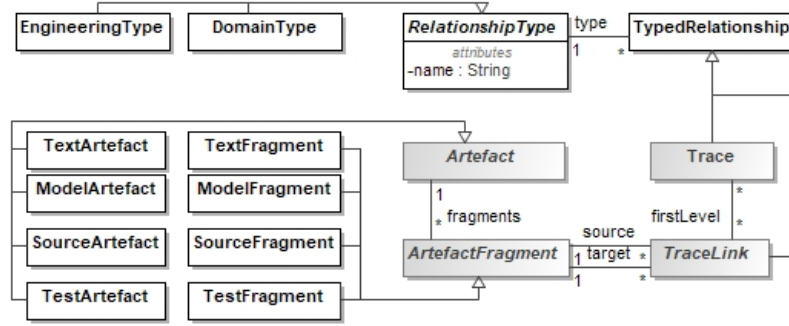 EngineeringType
DomainType
RelationshipType
attributes
-name : String
type
1
*
TypedRelationship
TextArtefact
TextFragment
Artefact
Trace
ModelArtefact
ModelFragment
1
*
* fragments
source
firstLevel
*
SourceArtefact
SourceFragment
ArtefactFragment
target
1
*
TraceLink
TestArtefact
TestFragment
1
*